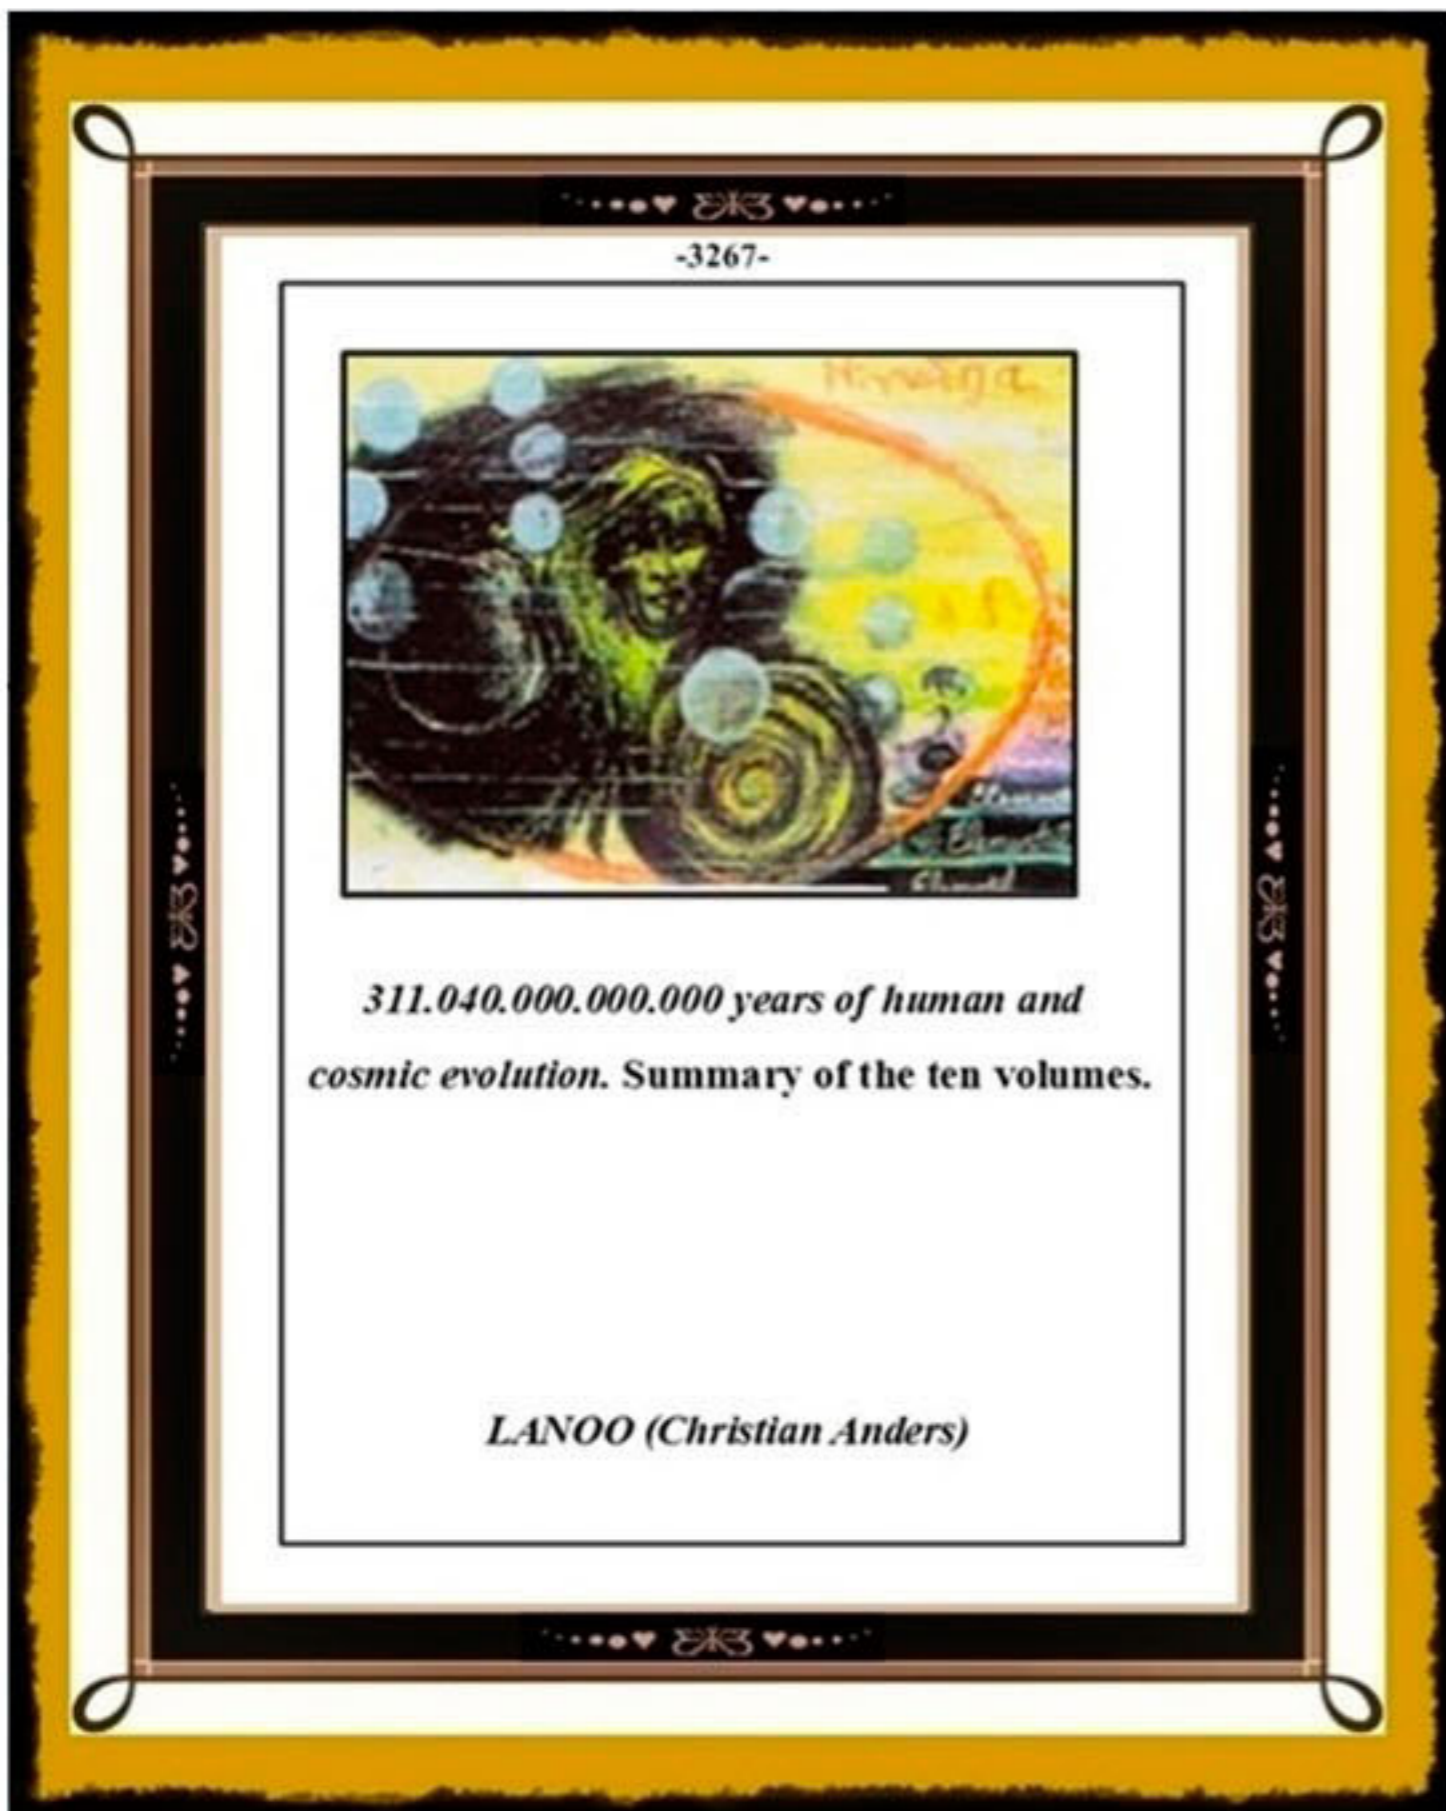 -3267-
311.040.000.000.000 years of human and
cosmic evolution. Summary of the ten volumes.
LANOO (Christian Anders)